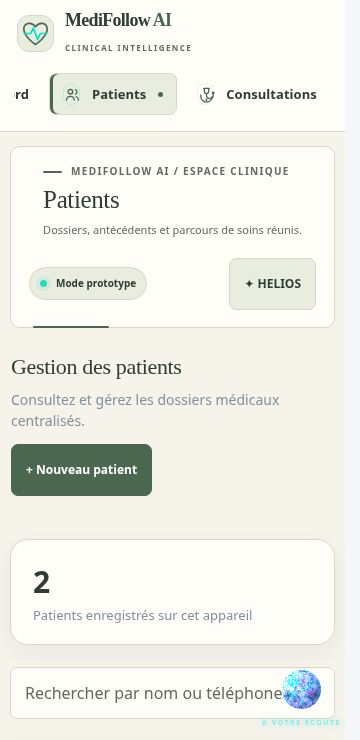 MediFollow AI
CLINICAL INTELLIGENCE
rd
Patients
Consultations
MEDIFOLLOW AI / ESPACE CLINIQUE
Patients
Dossiers, antécédents et parcours de soins réunis.
Mode prototype
✦ HELIOS
Gestion des patients
Consultez et gérez les dossiers médicaux
centralisés.
+ Nouveau patient
2
Patients enregistrés sur cet appareil
Rechercher par nom ou téléphone
A VOTRE ECOUTE